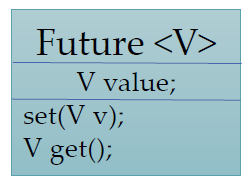 Future <V>
V value;
set(V v);
V get();